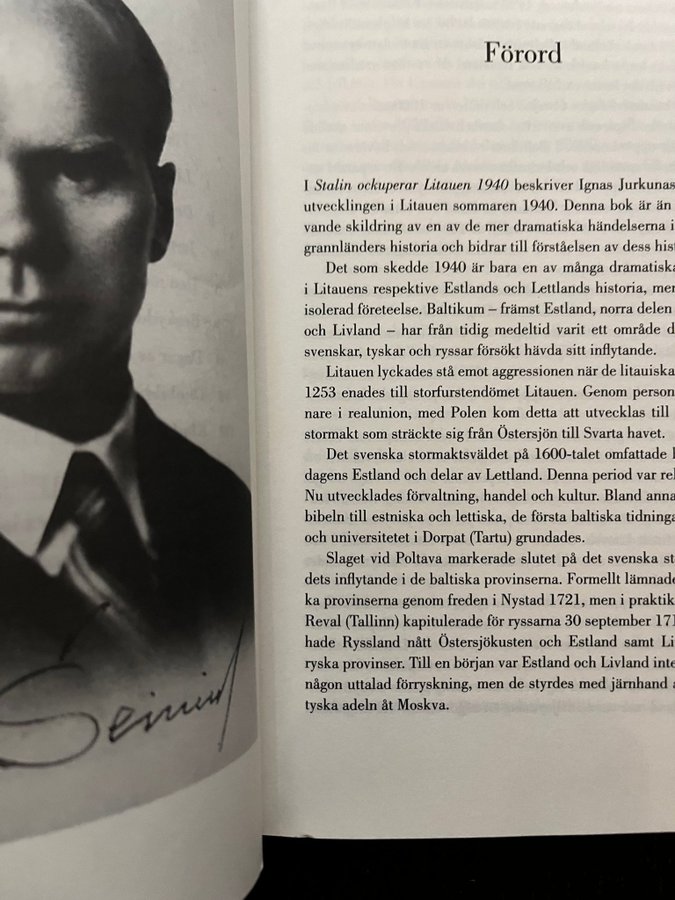 Förord
I Stalin ockuperar Litauen 1940 beskriver Ignas Jurkunas
utvecklingen i Litauen sommaren 1940. Denna bok är än
vande skildring av en av de mer dramatiska händelserna i
grannländers historia och bidrar till förståelsen av dess hist
Det som skedde 1940 är bara en av många dramatiska
i Litauens respektive Estlands och Lettlands historia, men
isolerad företeelse. Baltikum – främst Estland, norra delen
och Livland – har från tidig medeltid varit ett område d
svenskar, tyskar och ryssar försökt hävda sitt inflytande.
Litauen lyckades stå emot aggressionen när de litauiska
1253 enades till storfurstendömet Litauen. Genom person
nare i realunion, med Polen kom detta att utvecklas till
stormakt som sträckte sig från Östersjön till Svarta havet.
Det svenska stormaktsväldet på 1600-talet omfattade
dagens Estland och delar av Lettland. Denna period var rel
Nu utvecklades förvaltning, handel och kultur. Bland anna
bibeln till estniska och lettiska, de första baltiska tidninga
och universitetet i Dorpat (Tartu) grundades.
Slaget vid Poltava markerade slutet på det svenska st
dets inflytande i de baltiska provinserna. Formellt lämnade
ka provinserna genom freden i Nystad 1721, men i praktik
Reval (Tallinn) kapitulerade för ryssarna 30 september 171
hade Ryssland nått Östersjökusten och Estland samt Li
ryska provinser. Till en början var Estland och Livland inte
någon uttalad förryskning, men de styrdes med järnhand
tyska adeln åt Moskva.